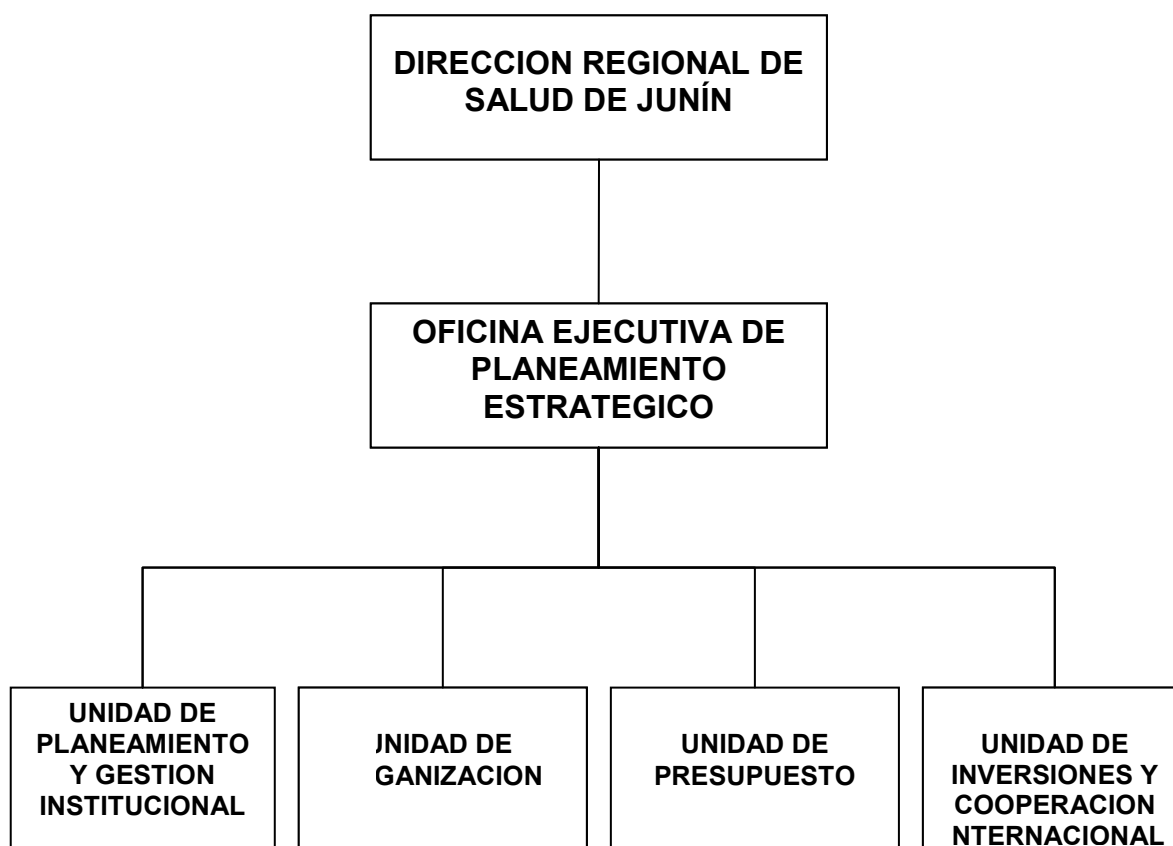 DIRECCION REGIONAL DE
SALUD DE JUNÍN
OFICINA EJECUTIVA DE
PLANEAMIENTO
ESTRATEGICO
UNIDAD DE
PLANEAMIENTO
Y GESTION
INSTITUCIONAL
JNIDAD DE
GANIZACION
UNIDAD DE
PRESUPUESTO
UNIDAD DE
INVERSIONES Y
COOPERACION
NTERNACIONAL